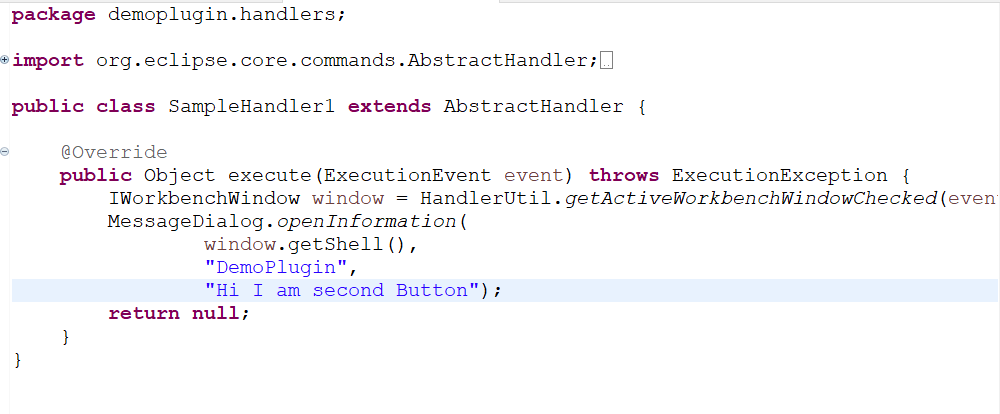 package demoplugin.handlers;
import org.eclipse.core.commands.AbstractHandler;
public class SampleHandler1 extends AbstractHandler {
@Override
public Object execute(ExecutionEvent event) throws ExecutionException {
IWorkbenchWindow window = HandlerUtil.getActiveWorkbenchWindowChecked(even
MessageDialog.openInformation(
window.getShell(),
"DemoPlugin",
"Hi I am second Button");
return null;
}
}